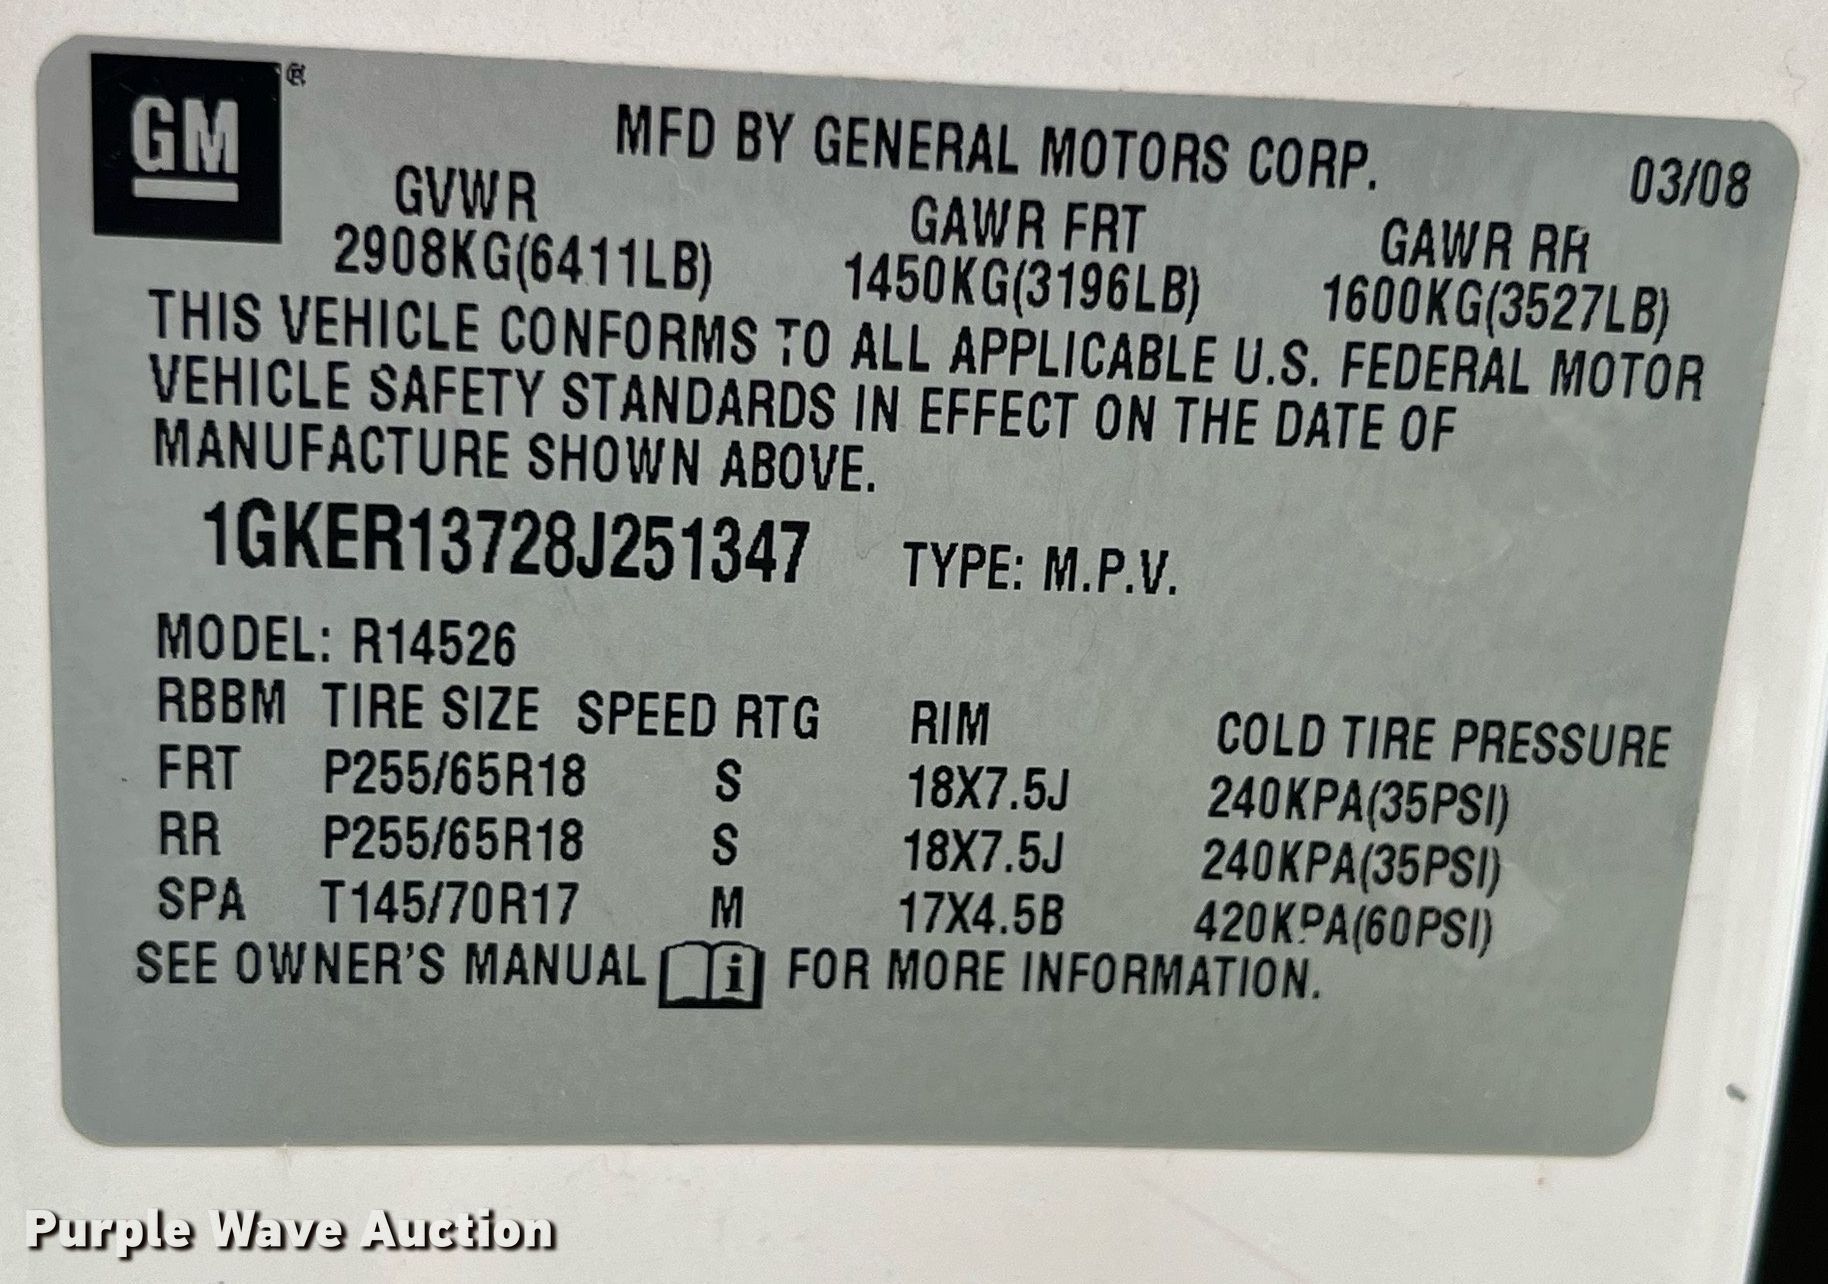 GM®
MFD BY GENERAL MOTORS CORP. 03/08
GVWR GAWR FRT GAWR RR
2908KG(6411LB) 1450KG(3196LB) 1600KG(3527LB)
THIS VEHICLE CONFORMS TO ALL APPLICABLE U.S. FEDERAL MOTOR
VEHICLE SAFETY STANDARDS IN EFFECT ON THE DATE OF
MANUFACTURE SHOWN ABOVE.
1GKER13728J251347 TYPE: M.P.V.
MODEL: R14526
RBBM TIRE SIZE SPEED RTG RIM COLD TIRE PRESSURE
FRT P255/65R18 S 18X7.5J 240KPA(35PSI)
RR P255/65R18 S 18X7.5J 240KPA(35PSI)
SPA T145/70R17 M 17X4.5B 420KPA(60PSI)
SEE OWNER'S MANUAL i FOR MORE INFORMATION.
Purple Wave Auction